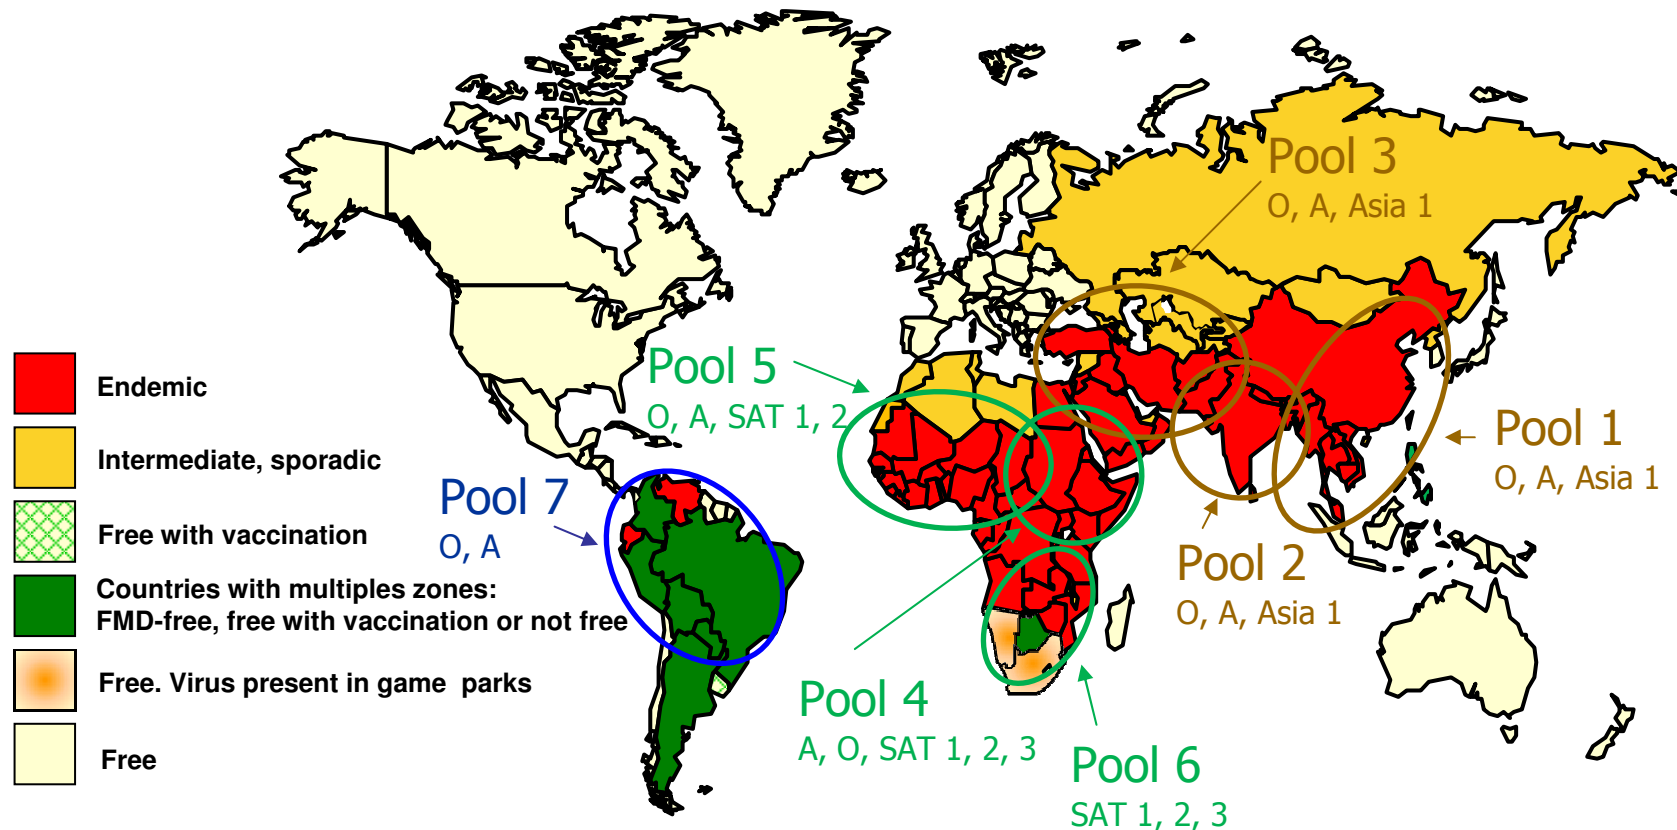 Pool 3
O, A, Asia 1
Pool 5
O, A, SAT 1, 2
Pool 1
O, A, Asia 1
Pool 7
O, A
Pool 2
O, A, Asia 1
Pool 4
A, O, SAT 1, 2, 3
Pool 6
SAT 1, 2, 3
Endemic
Intermediate, sporadic
Free with vaccination
Countries with multiples zones:
FMD-free, free with vaccination or not free
Free. Virus present in game parks
Free